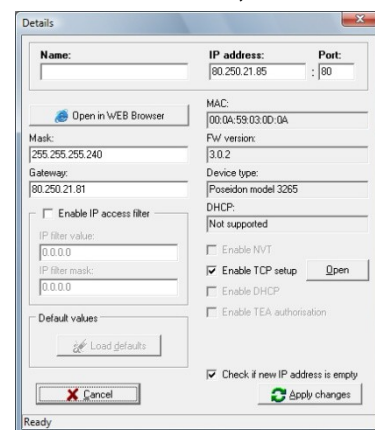 Details
Name:
IP address: Port:
80.250.21.85 : 80
Open in WEB Browser
MAC:
00:0A:59:03:0D:0A
Mask:
255.255.255.240
FW version:
3.0.2
Gateway:
80.250.21.81
Device type:
Poseidon model 3265
DHCP:
Not supported
Enable IP access filter
IP filter value:
0.0.0.0
IP filter mask:
0.0.0.0
Enable NVT
Enable TCP setup Open
Enable DHCP
Enable TEA authorisation
Default values
Load defaults
Check if new IP address is empty
Cancel
Apply changes
Ready